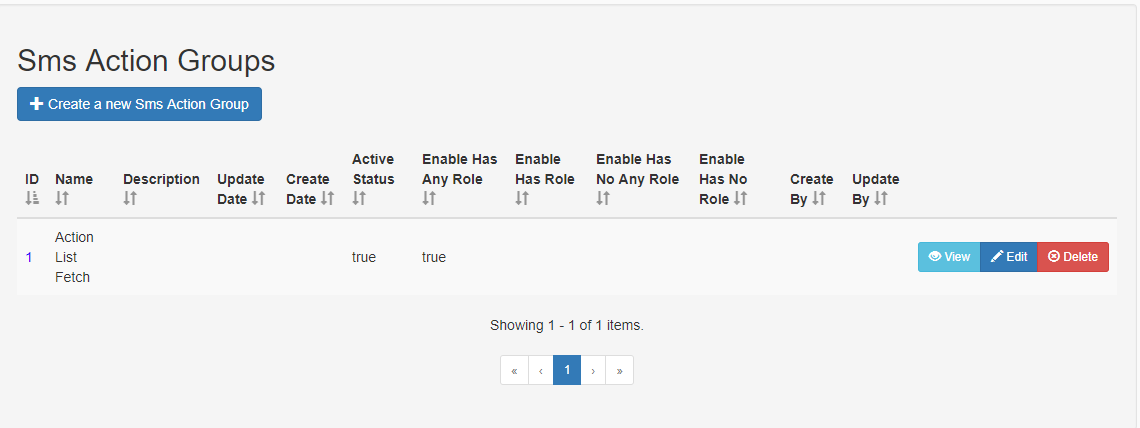 Sms Action Groups
Create a new Sms Action Group
ID
Name
Description
Update
Date
Create
Date
Active
Status
Enable Has
Any Role
Enable
Has Role
Enable Has
No Any Role
Enable
Has No
Role
Create
By
Update
By
1
Action
List
Fetch
true
true
View
Edit
Delete
Showing 1 - 1 of 1 items.
« ‹ 1 › »